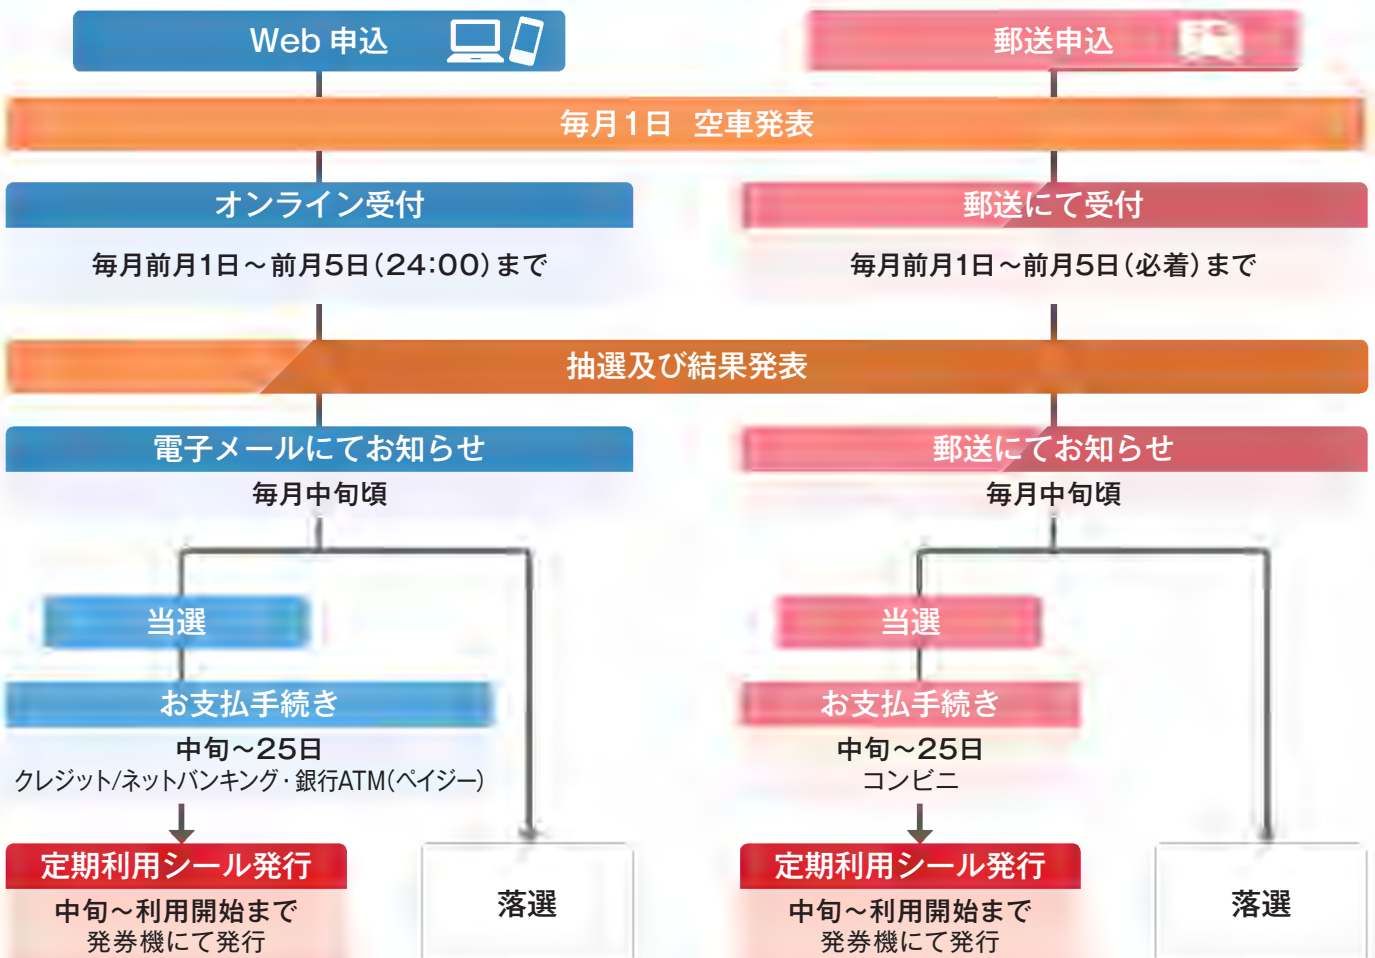 Web 申込
郵送申込
毎月1日 空車発表
オンライン受付
毎月前月1日～前月5日(24:00)まで
郵送にて受付
毎月前月1日～前月5日(必着)まで
抽選及び結果発表
電子メールにてお知らせ
毎月中旬頃
郵送にてお知らせ
毎月中旬頃
当選
お支払手続き
中旬～25日
クレジット/ネットバンキング・銀行ATM(ペイジー)
定期利用シール発行
中旬～利用開始まで
発券機にて発行
落選
当選
お支払手続き
中旬～25日
コンビニ
定期利用シール発行
中旬～利用開始まで
発券機にて発行
落選